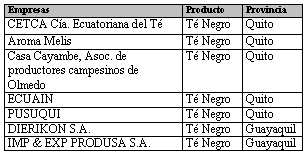 Empresas Producto Provincia
CETCA Cía. Ecuatoriana del Té Té Negro Quito
Aroma Melis Té Negro Quito
Casa Cayambe, Asoc. de Té Negro Quito
productores campesinos de
Olmedo
ECUAIN Té Negro Quito
PUSUQUI Té Negro Quito
DIERIKON S.A. Té Negro Guayaquil
IMP & EXP PRODUSA S.A. Té Negro Guayaquil